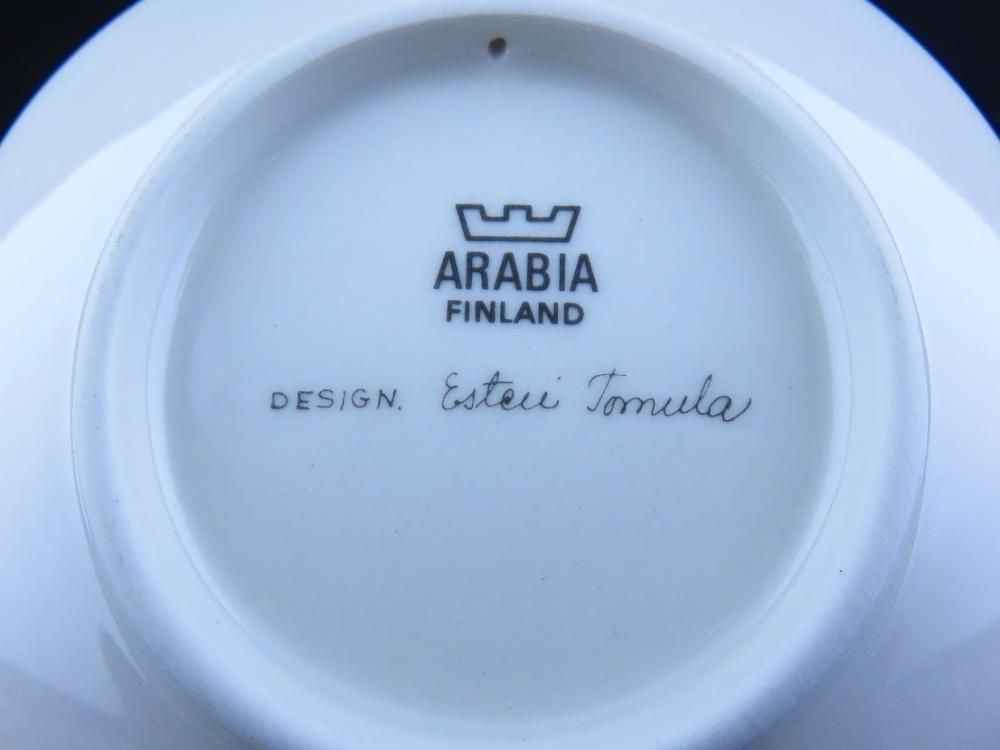 ARABIA
FINLAND
DESIGN. Esteri Tomula